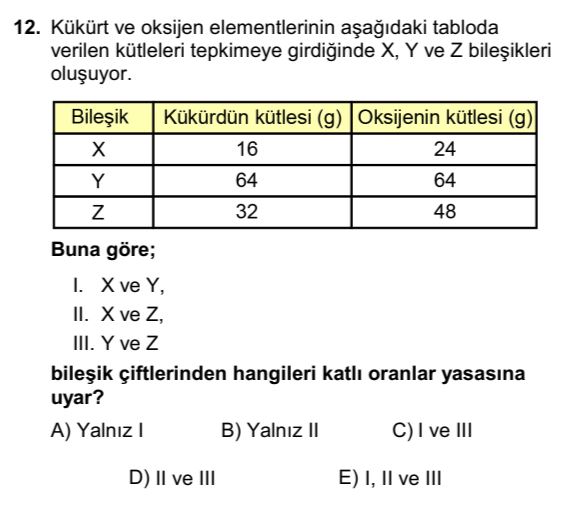 12. Kükürt ve oksijen elementlerinin aşağıdaki tabloda
verilen kütleleri tepkimeye girdiğinde X, Y ve Z bileşikleri
oluşuyor.
Bileşik Kükürdün kütlesi (g) Oksijenin kütlesi (g)
X 16 24
Y 64 64
Z 32 48
Buna göre;
I. X ve Y,
II. X ve Z,
III. Y ve Z
bileşik çiftlerinden hangileri katlı oranlar yasasına
uyar?
A) Yalnız I B) Yalnız II C) I ve III
D) II ve III E) I, II ve III